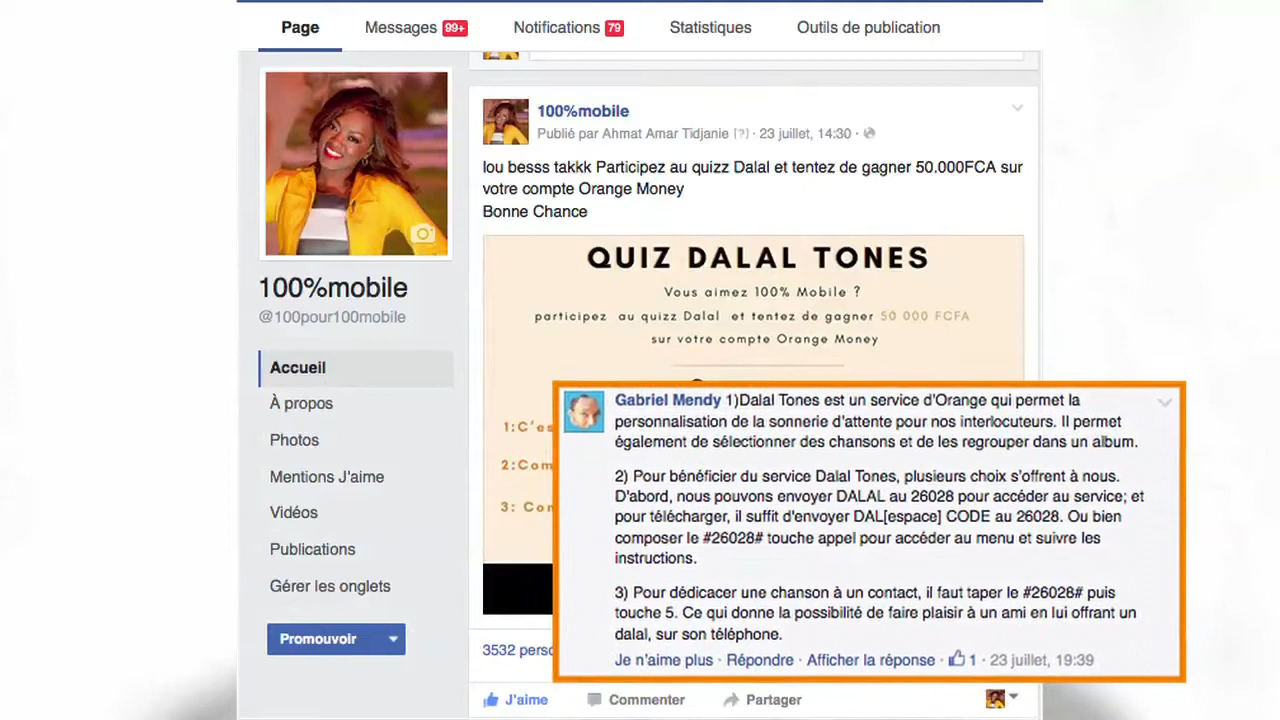 Page
Messages 99+
Notifications 79
Statistiques
Outils de publication
100%mobile
@100pour100mobile
Accueil
À propos
Photos
Mentions J'aime
Vidéos
Publications
Gérer les onglets
Promouvoir
100%mobile
Publié par Ahmat Amar Tidjanie [?] · 23 juillet, 14:30 ·
lou besss takkk Participez au quizz Dalal et tentez de gagner 50.000FCA sur
votre compte Orange Money
Bonne Chance
QUIZ DALAL TONES
Vous aimez 100% Mobile ?
participez au quizz Dalal et tentez de gagner 50 000 FCFA
sur votre compte Orange Money
1:C'es
2:Com
3: Con
Gabriel Mendy 1)Dalal Tones est un service d'Orange qui permet la
personnalisation de la sonnerie d'attente pour nos interlocuteurs. Il permet
également de sélectionner des chansons et de les regrouper dans un album.
2) Pour bénéficier du service Dalal Tones, plusieurs choix s'offrent à nous.
D'abord, nous pouvons envoyer DALAL au 26028 pour accéder au service; et
pour télécharger, il suffit d'envoyer DAL[espace] CODE au 26028. Ou bien
composer le #26028# touche appel pour accéder au menu et suivre les
instructions.
3) Pour dédicacer une chanson à un contact, il faut taper le #26028# puis
touche 5. Ce qui donne la possibilité de faire plaisir à un ami en lui offrant un
dalal, sur son téléphone.
Je n'aime plus · Répondre · Afficher la réponse · 1 · 23 juillet, 19:39
3532 perso
J'aime
Commenter
Partager